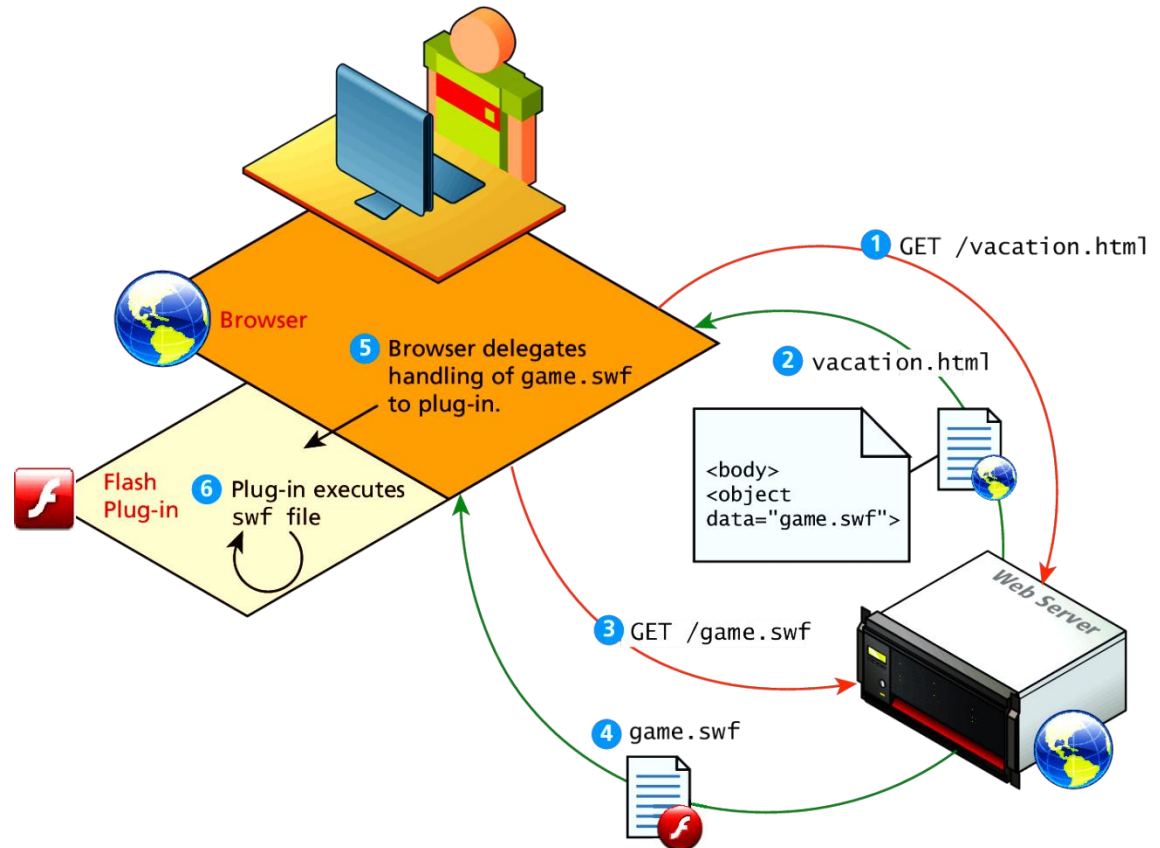 1 GET /vacation.html
Browser
5 Browser delegates
handling of game.swf
to plug-in.
2 vacation.html
<body>
<object
data="game.swf">
Flash
Plug-in
6 Plug-in executes
swf file
Web Server
3 GET /game.swf
4 game.swf